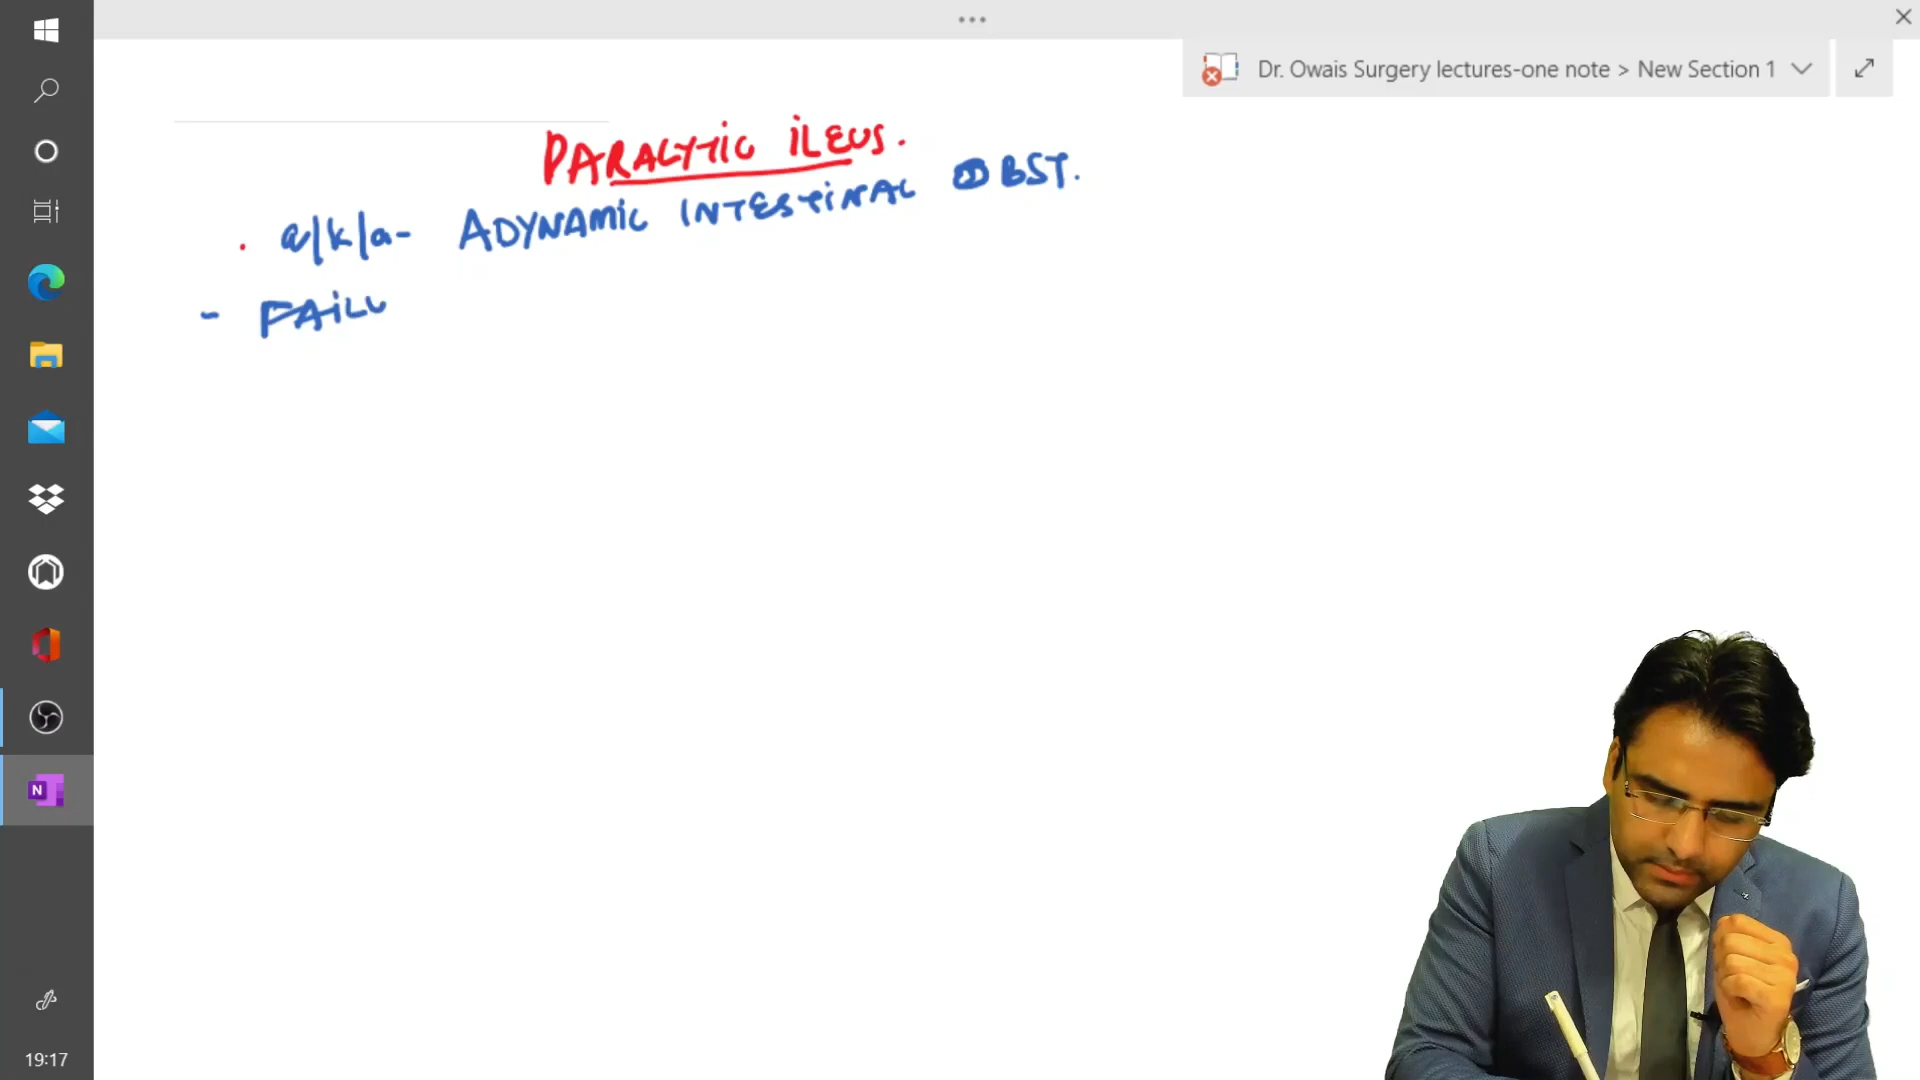 Dr. Owais Surgery lectures-one note > New Section 1
PARALYTIC ILEUS.
a/k/a- ADYNAMIC INTESTINAL OBST.
- FAILU
N
19:17